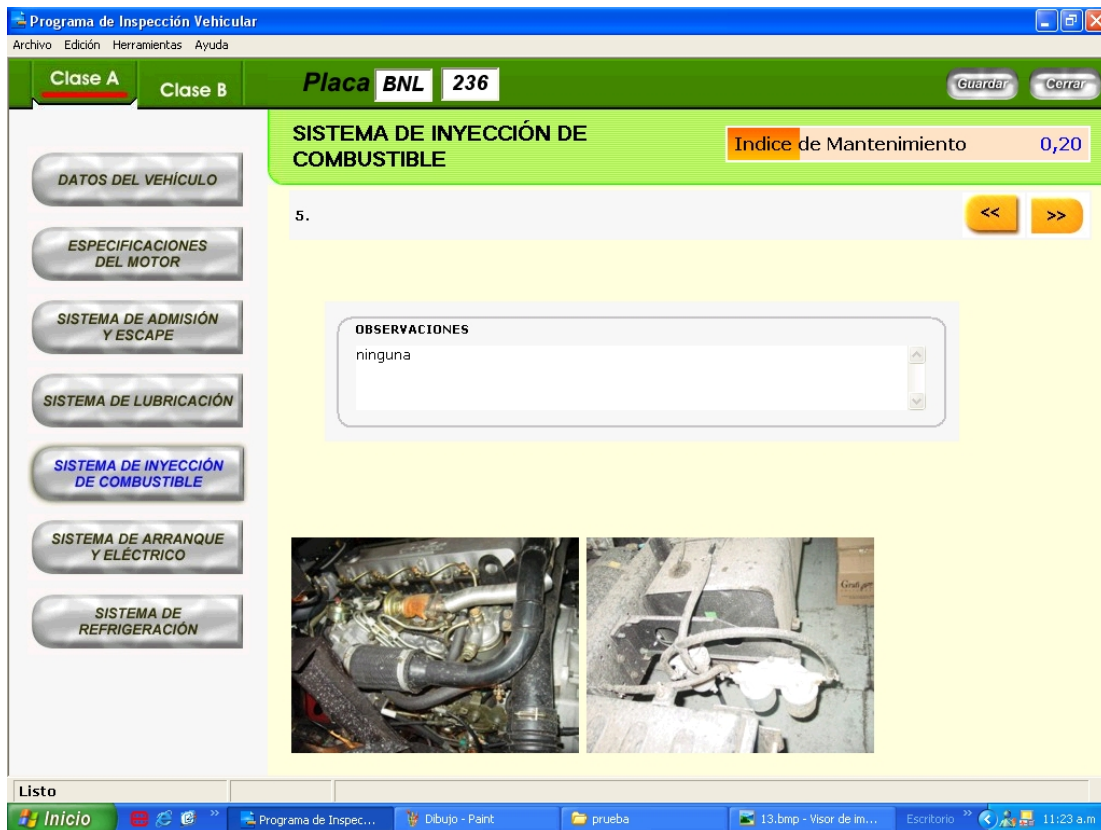 Programa de Inspección Vehicular
Archivo Edición Herramientas Ayuda
Clase A
Clase B
Placa BNL 236
Guardar
Cerrar
SISTEMA DE INYECCIÓN DE
COMBUSTIBLE
Indice de Mantenimiento 0,20
5.
<<
>>
DATOS DEL VEHÍCULO
ESPECIFICACIONES
DEL MOTOR
SISTEMA DE ADMISIÓN
Y ESCAPE
SISTEMA DE LUBRICACIÓN
SISTEMA DE INYECCIÓN
DE COMBUSTIBLE
SISTEMA DE ARRANQUE
Y ELÉCTRICO
SISTEMA DE
REFRIGERACIÓN
OBSERVACIONES
ninguna
Listo
Inicio
Programa de Inspec...
Dibujo - Paint
prueba
13.bmp - Visor de im...
Escritorio
11:23 a.m